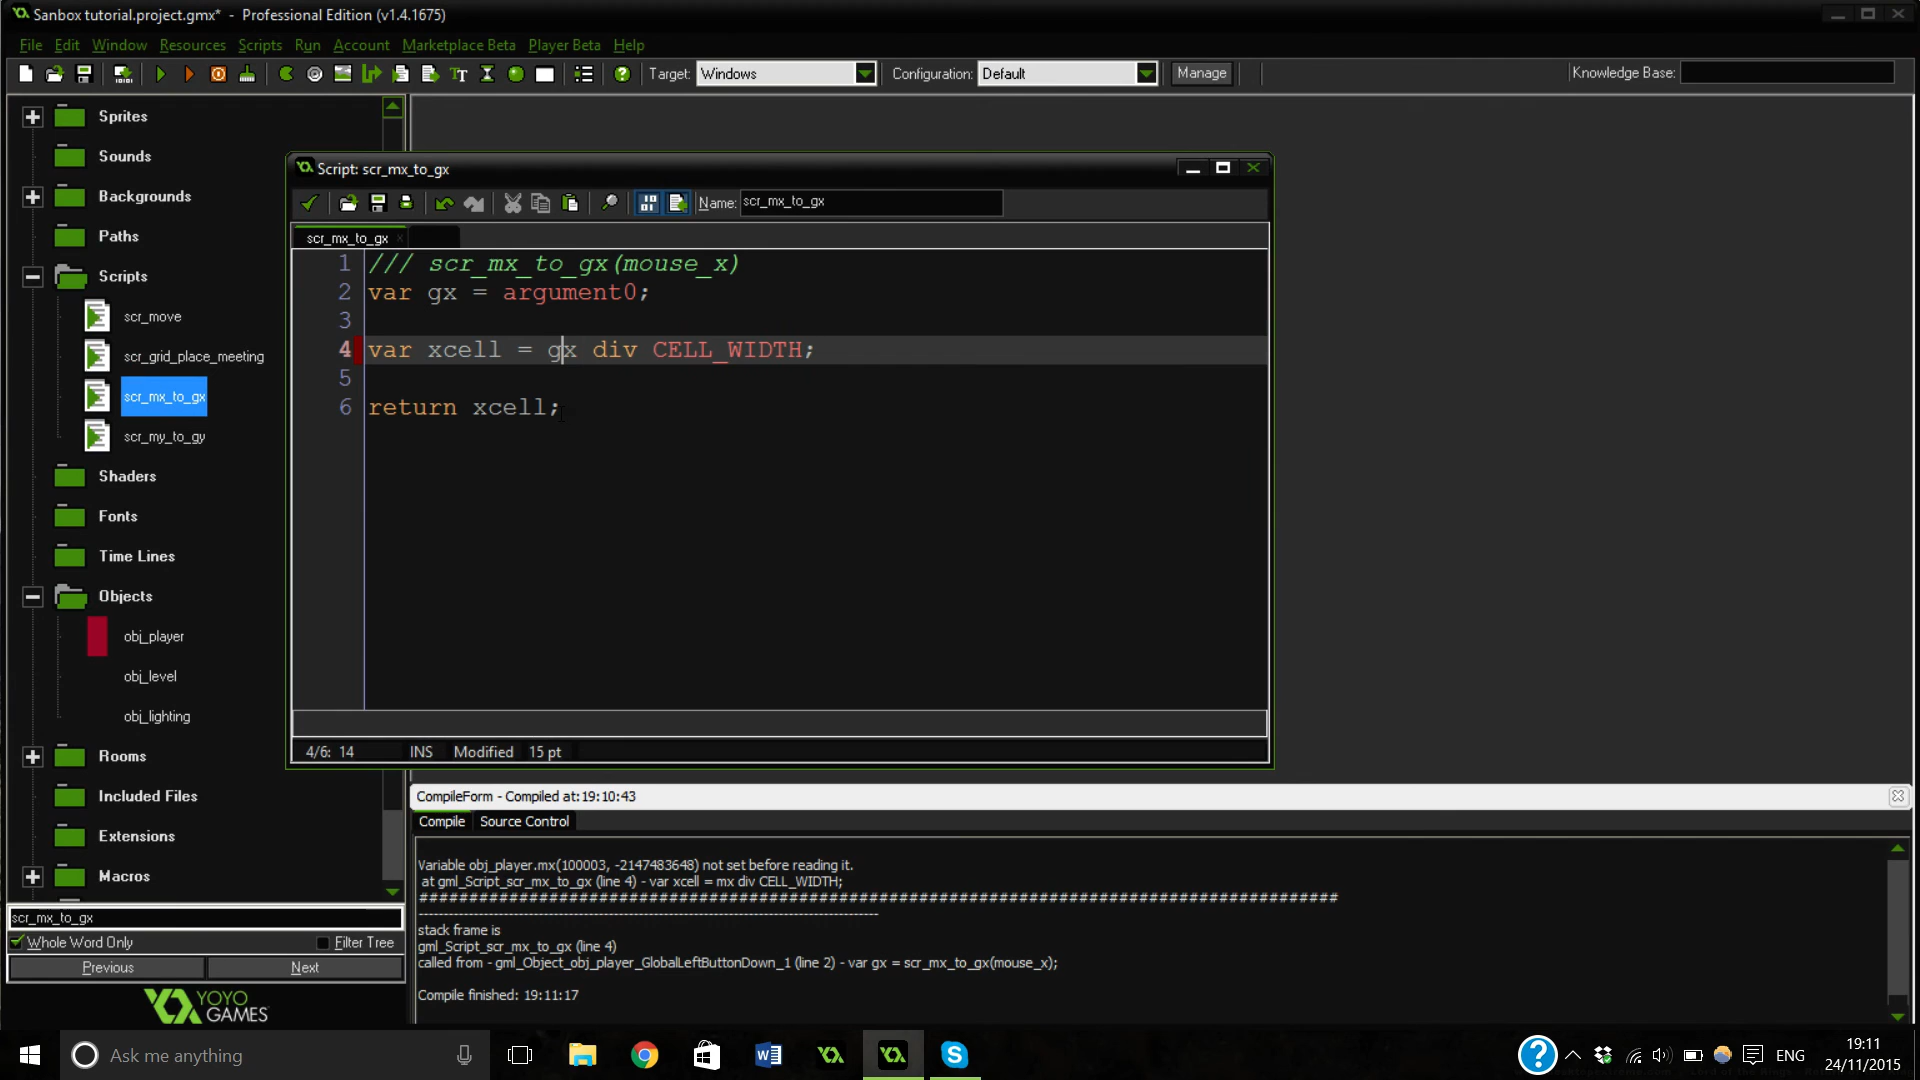 Sanbox tutorial.project.gmx* - Professional Edition (v1.4.1675)
File Edit Window Resources Scripts Run Account Marketplace Beta Player Beta Help
Target: Windows Configuration: Default Manage Knowledge Base:
Sprites
Sounds
Backgrounds
Paths
Scripts
scr_move
scr_grid_place_meeting
scr_mx_to_gx
scr_my_to_gy
Shaders
Fonts
Time Lines
Objects
obj_player
obj_level
obj_lighting
Rooms
Included Files
Extensions
Macros
scr_mx_to_gx
Whole Word Only Filter Tree
Previous Next
YOYO
GAMES
Script: scr_mx_to_gx
Name: scr_mx_to_gx
scr_mx_to_gx
1 /// scr_mx_to_gx(mouse_x)
2 var gx = argument0;
3
4 var xcell = gx div CELL_WIDTH;
5
6 return xcell;
4/6: 14 INS Modified 15 pt
CompileForm - Compiled at:19:10:43
Compile Source Control
Variable obj_player.mx(100003, -2147483648) not set before reading it.
at gml_Script_scr_mx_to_gx (line 4) - var xcell = mx div CELL_WIDTH;
stack frame is
gml_Script_scr_mx_to_gx (line 4)
called from - gml_Object_obj_player_GlobalLeftButtonDown_1 (line 2) - var gx = scr_mx_to_gx(mouse_x);
Compile finished: 19:11:17
Ask me anything
ENG
19:11
24/11/2015